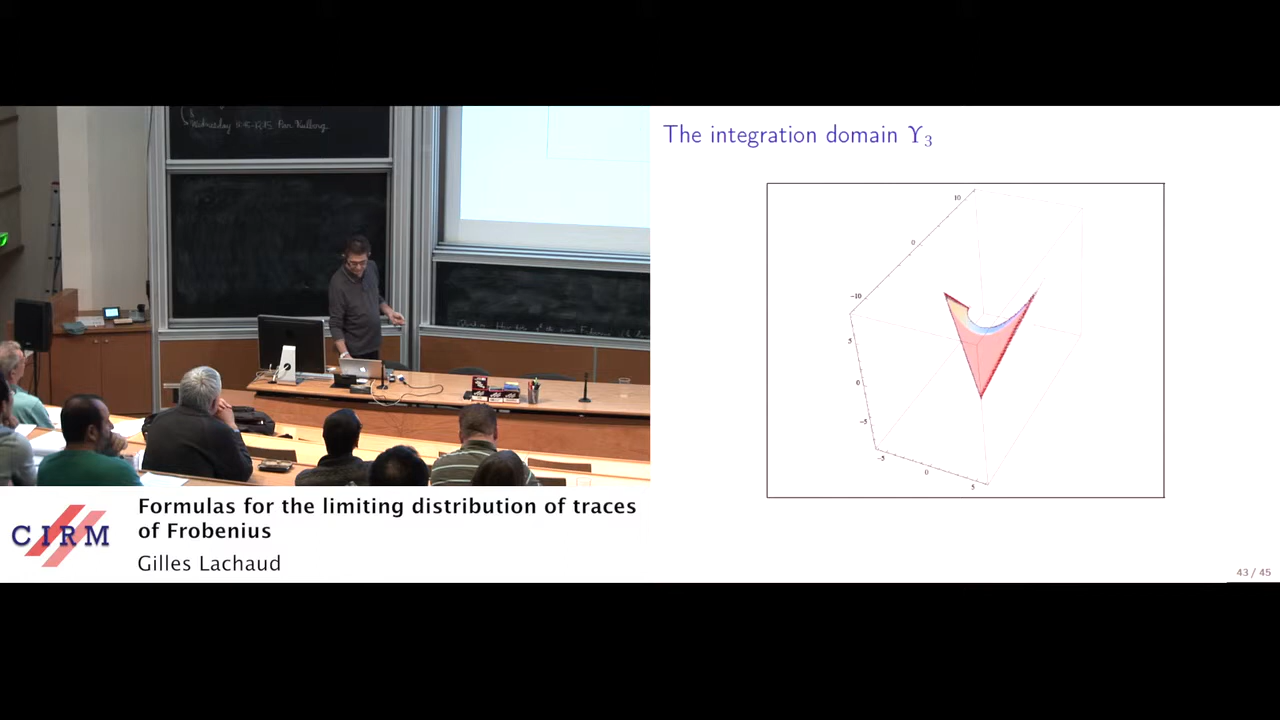 Wednesday
The integration domain ϒ3
10
0
−10
5
0
−5
−5
0
5
CIRM
Formulas for the limiting distribution of traces
of Frobenius
Gilles Lachaud
43 / 45